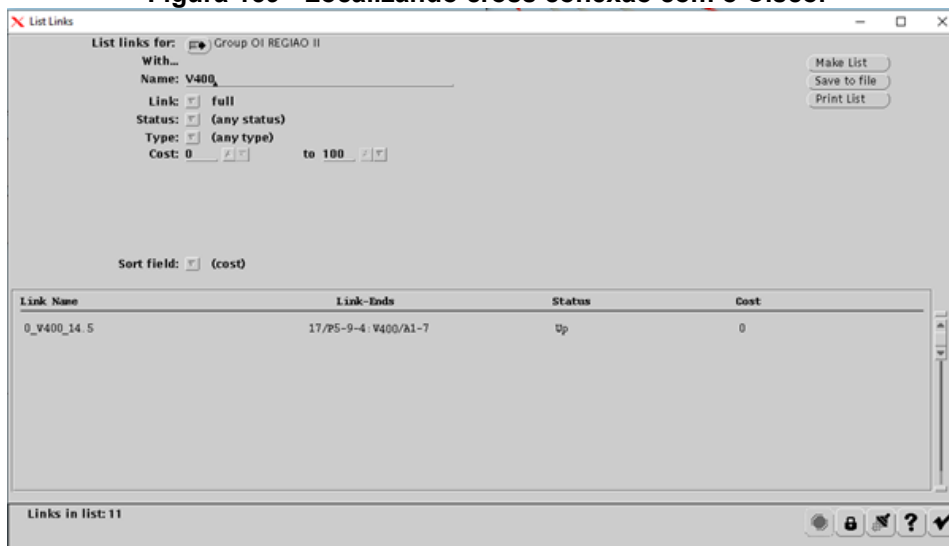 Figura 109 - Localizando cross conexão com o Cisco.
List Links
List links for: Group OI REGIAO II
With...
Name: V400
Link: full
Status: (any status)
Type: (any type)
Cost: 0 to 100
Make List
Save to file
Print List
Sort field: (cost)
Link Name Link-Ends Status Cost
0_V400_14.5 17/P5-9-4:V400/A1-7 Up 0
Links in list: 11
?